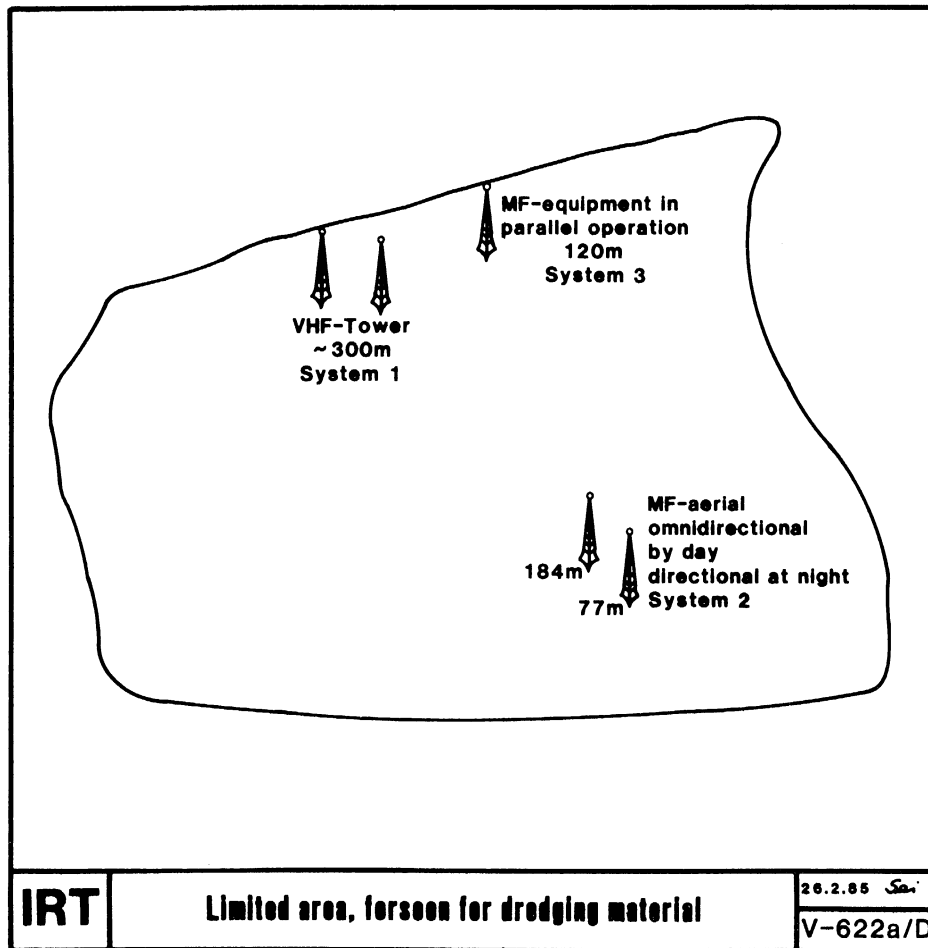 MF-equipment in
parallel operation
120m
System 3
VHF-Tower
~300m
System 1
MF-aerial
omnidirectional
by day
directional at night
System 2
184m
77m
IRT
Limited area, forseen for dredging material
26.2.85
V-622a/D